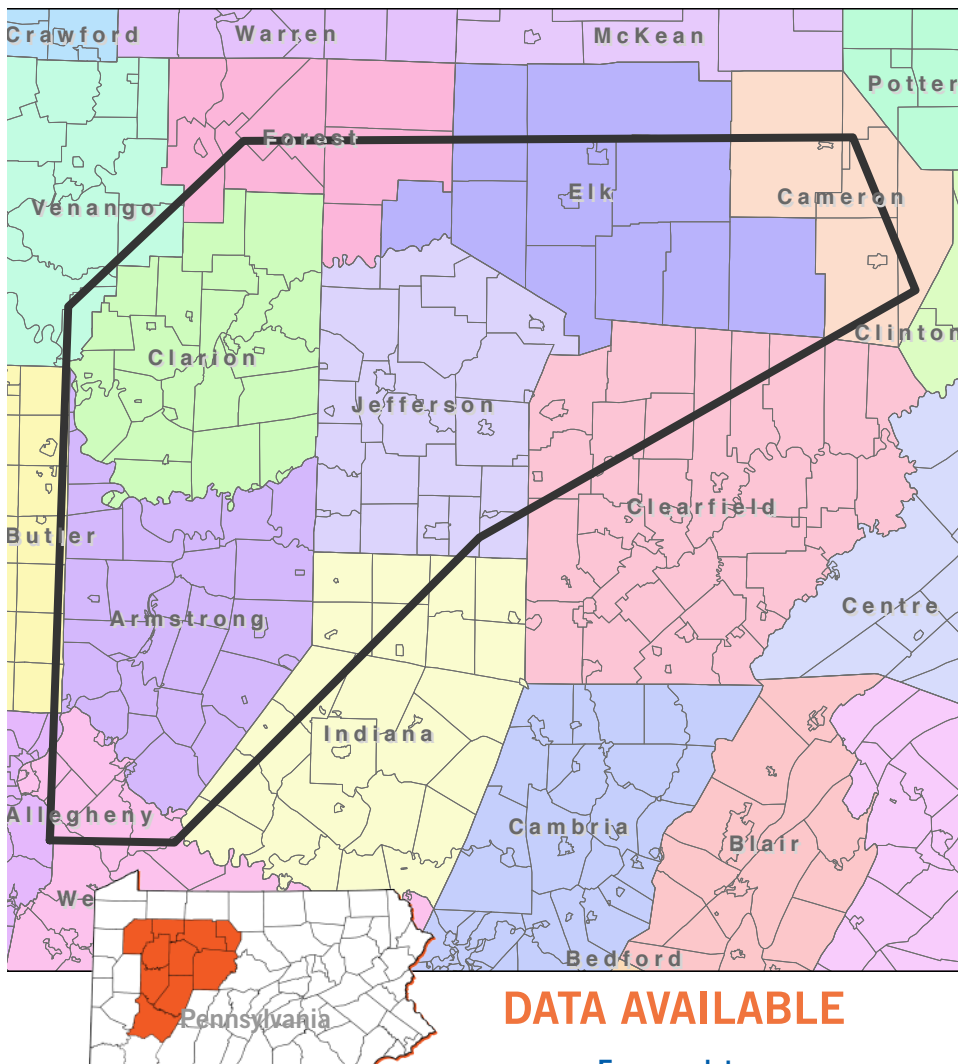 Crawford
Warren
McKean
Potter
Forest
Venango
Elk
Cameron
Clarion
Clinton
Jefferson
Clearfield
Butler
Armstrong
Centre
Indiana
Allegheny
Cambria
Blair
We
Bedford
Pennsylvania
DATA AVAILABLE